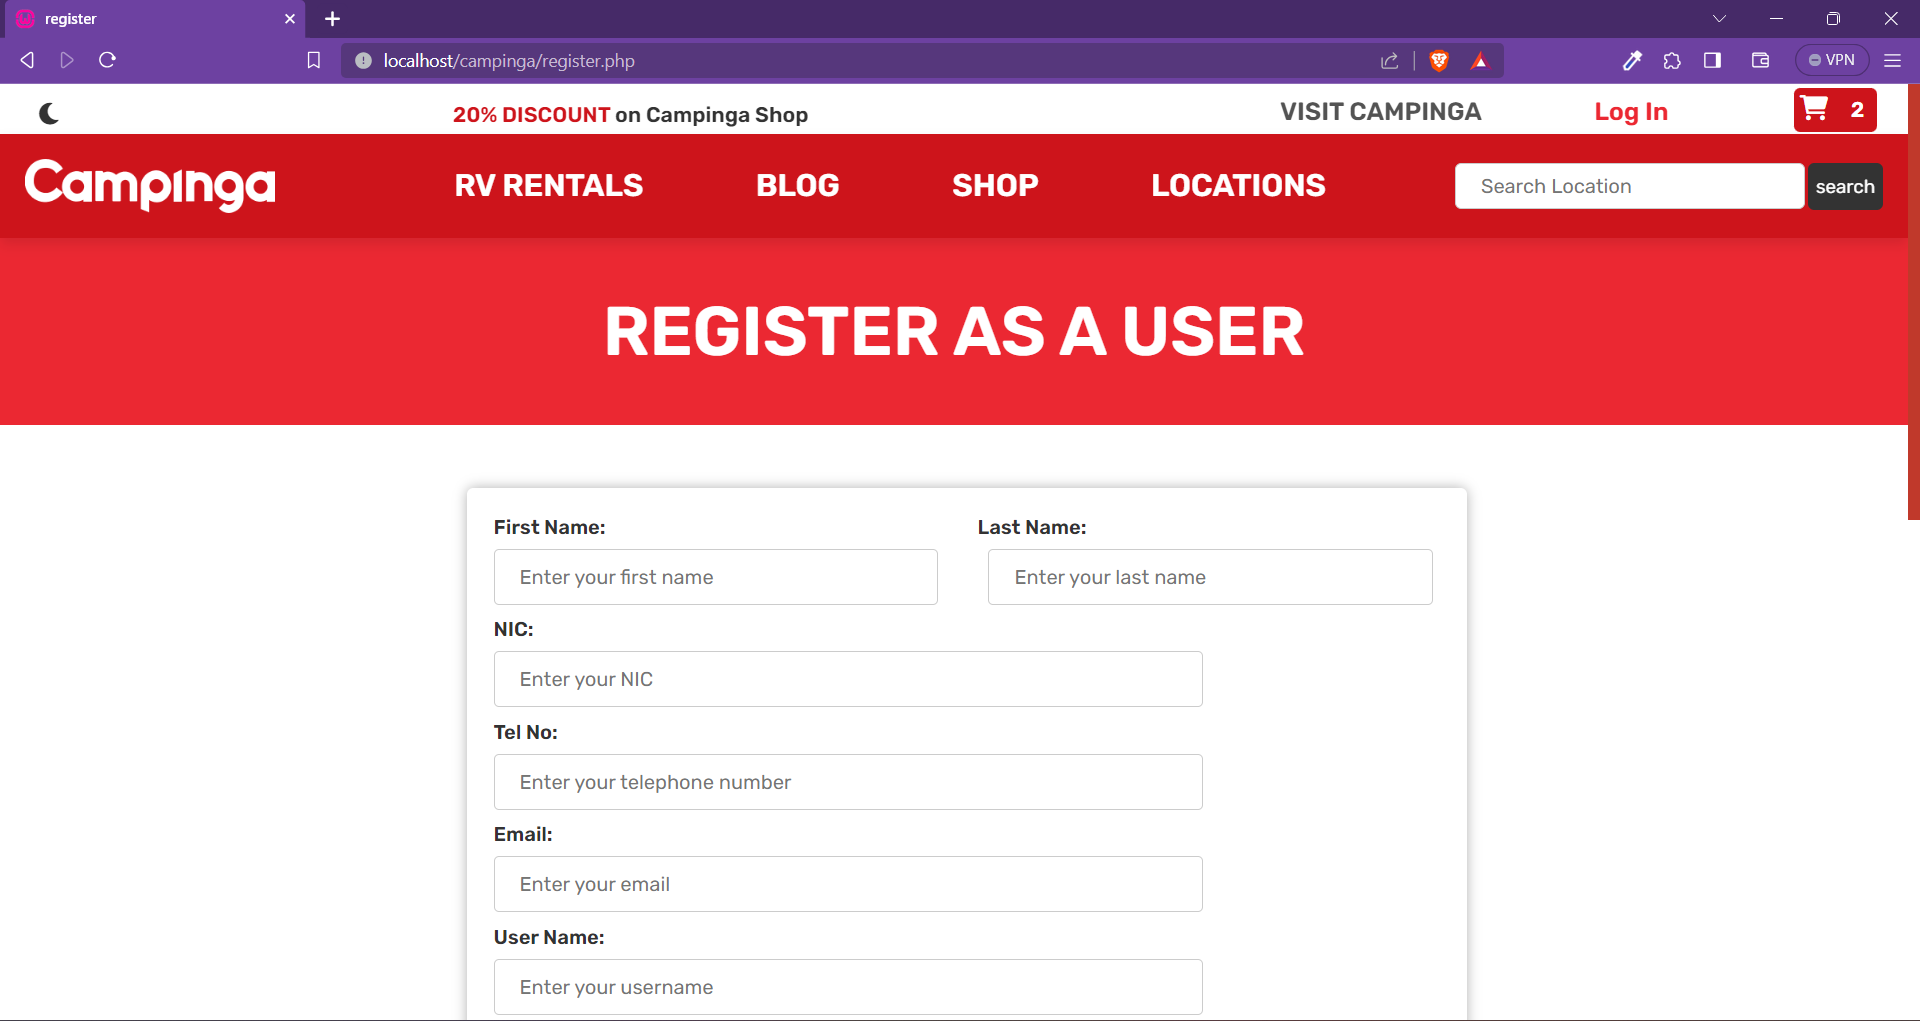 register
localhost/campinga/register.php
VPN
20% DISCOUNT on Campinga Shop
VISIT CAMPINGA
Log In
2
Campinga
RV RENTALS
BLOG
SHOP
LOCATIONS
Search Location
search
REGISTER AS A USER
First Name:
Last Name:
Enter your first name
Enter your last name
NIC:
Enter your NIC
Tel No:
Enter your telephone number
Email:
Enter your email
User Name:
Enter your username